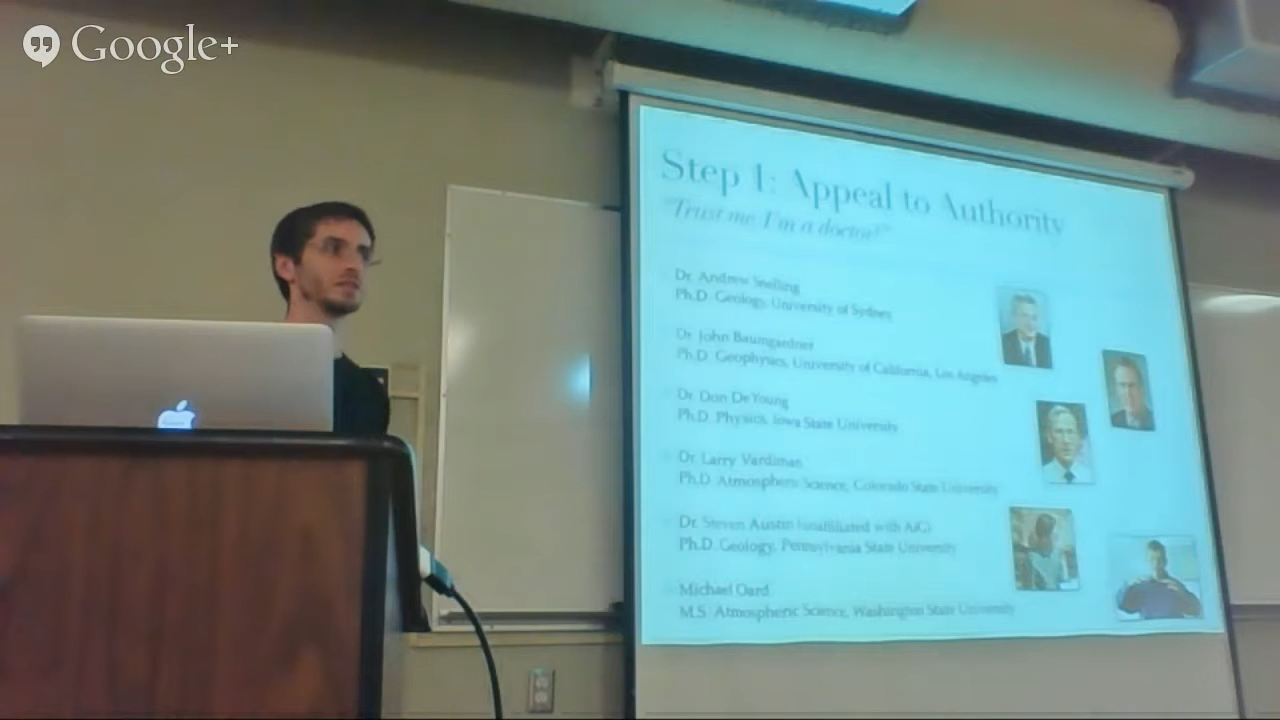 Google+
Step 1: Appeal to Authority
"Trust me I'm a doctor!"
Dr. Andrew Snelling
Ph.D. Geology, University of Sydney
Dr. John Baumgardner
Ph.D. Geophysics, University of California, Los Angeles
Dr. Don DeYoung
Ph.D. Physics, Iowa State University
Dr. Larry Vardiman
Ph.D. Atmospheric Science, Colorado State University
Dr. Steven Austin (unaffiliated with AiG)
Ph.D. Geology, Pennsylvania State University
Michael Oard
M.S. Atmospheric Science, Washington State University